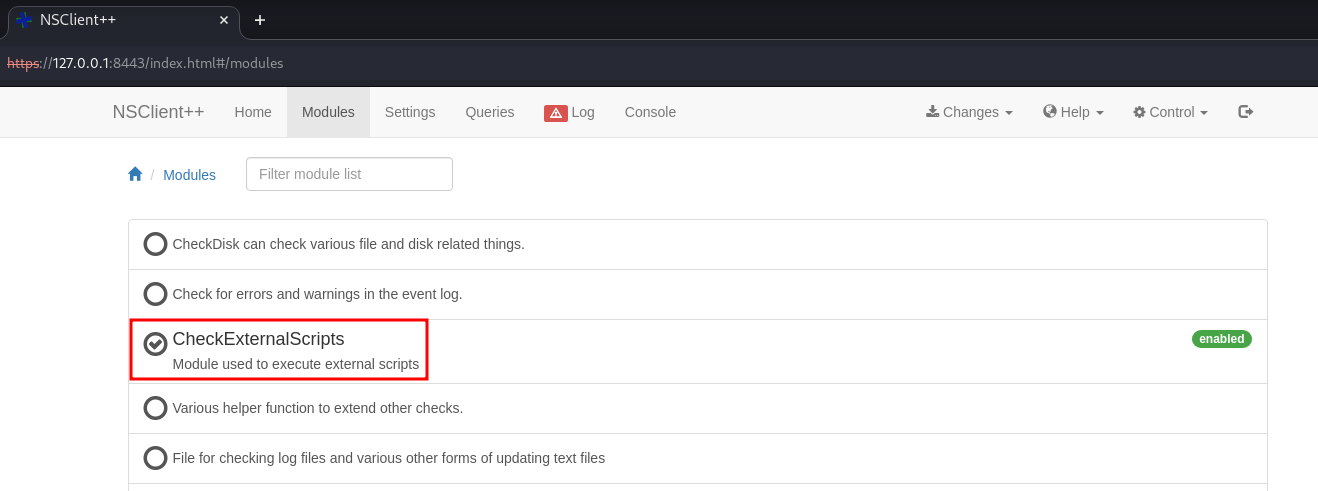 NSClient++ × +
https://127.0.0.1:8443/index.html#/modules
NSClient++ Home Modules Settings Queries Log Console Changes Help Control
/ Modules Filter module list
CheckDisk can check various file and disk related things.
Check for errors and warnings in the event log.
CheckExternalScripts enabled
Module used to execute external scripts
Various helper function to extend other checks.
File for checking log files and various other forms of updating text files